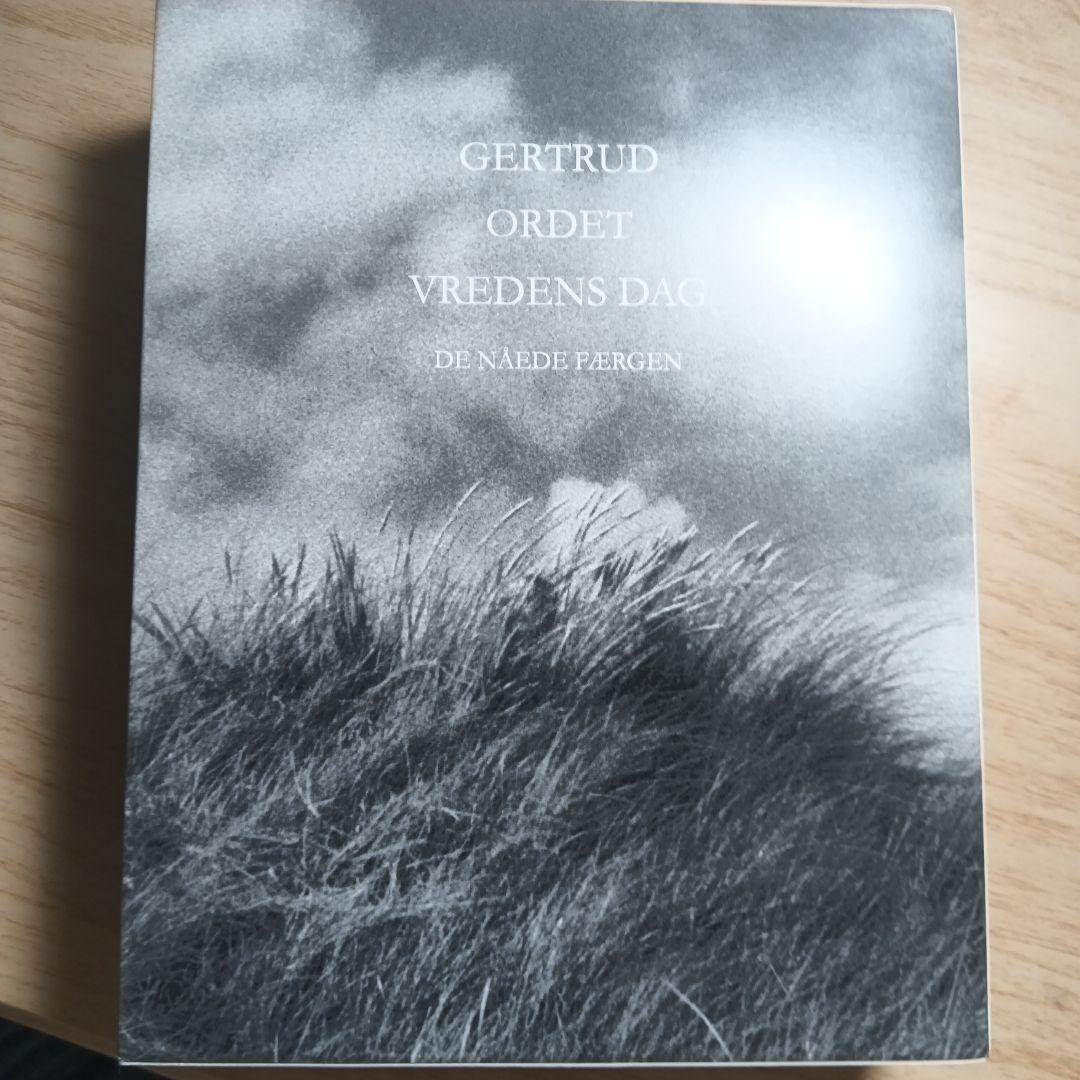 GERTRUD
ORDET
VREDENS DAG
DE NÅEDE FÆRGEN